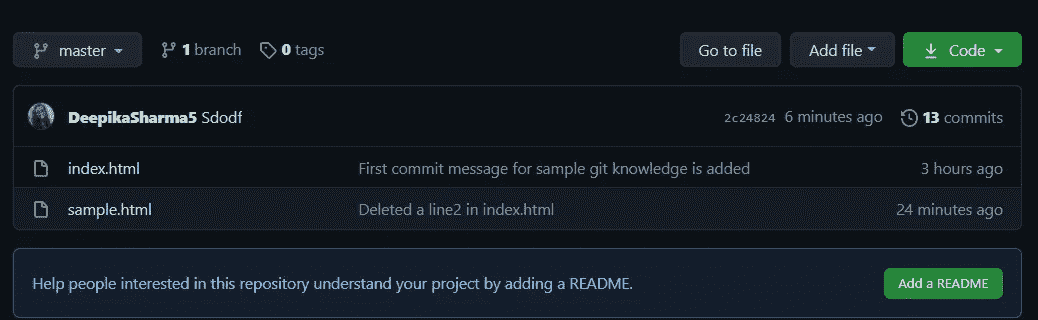 master 1 branch 0 tags Go to file Add file Code
DeepikaSharma5 Sdodf 2c24824 6 minutes ago 13 commits
index.html First commit message for sample git knowledge is added 3 hours ago
sample.html Deleted a line2 in index.html 24 minutes ago
Help people interested in this repository understand your project by adding a README. Add a README